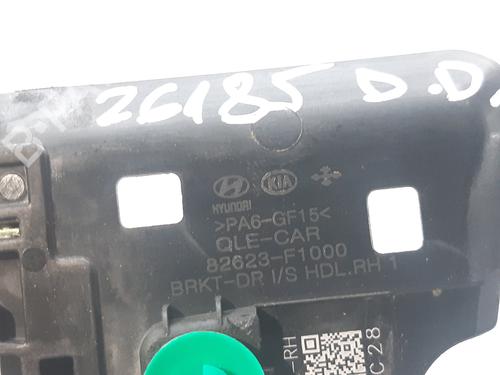 26185 D.D.
HYUNDAI KIA
>PA6-GF15<
QLE-CAR
82623-F1000
BRKT-DR I/S HDL.RH 1
-RH
C28